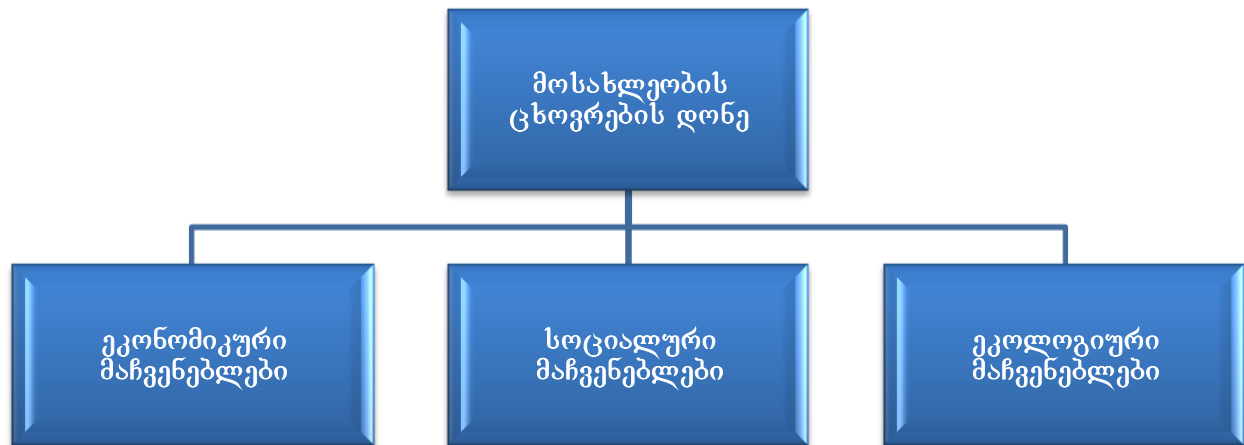 მოსახლეობის
ცხოვრების დონე
ეკონომიკური
მაჩვენებლები
სოციალური
მაჩვენებლები
ეკოლოგიური
მაჩვენებლები